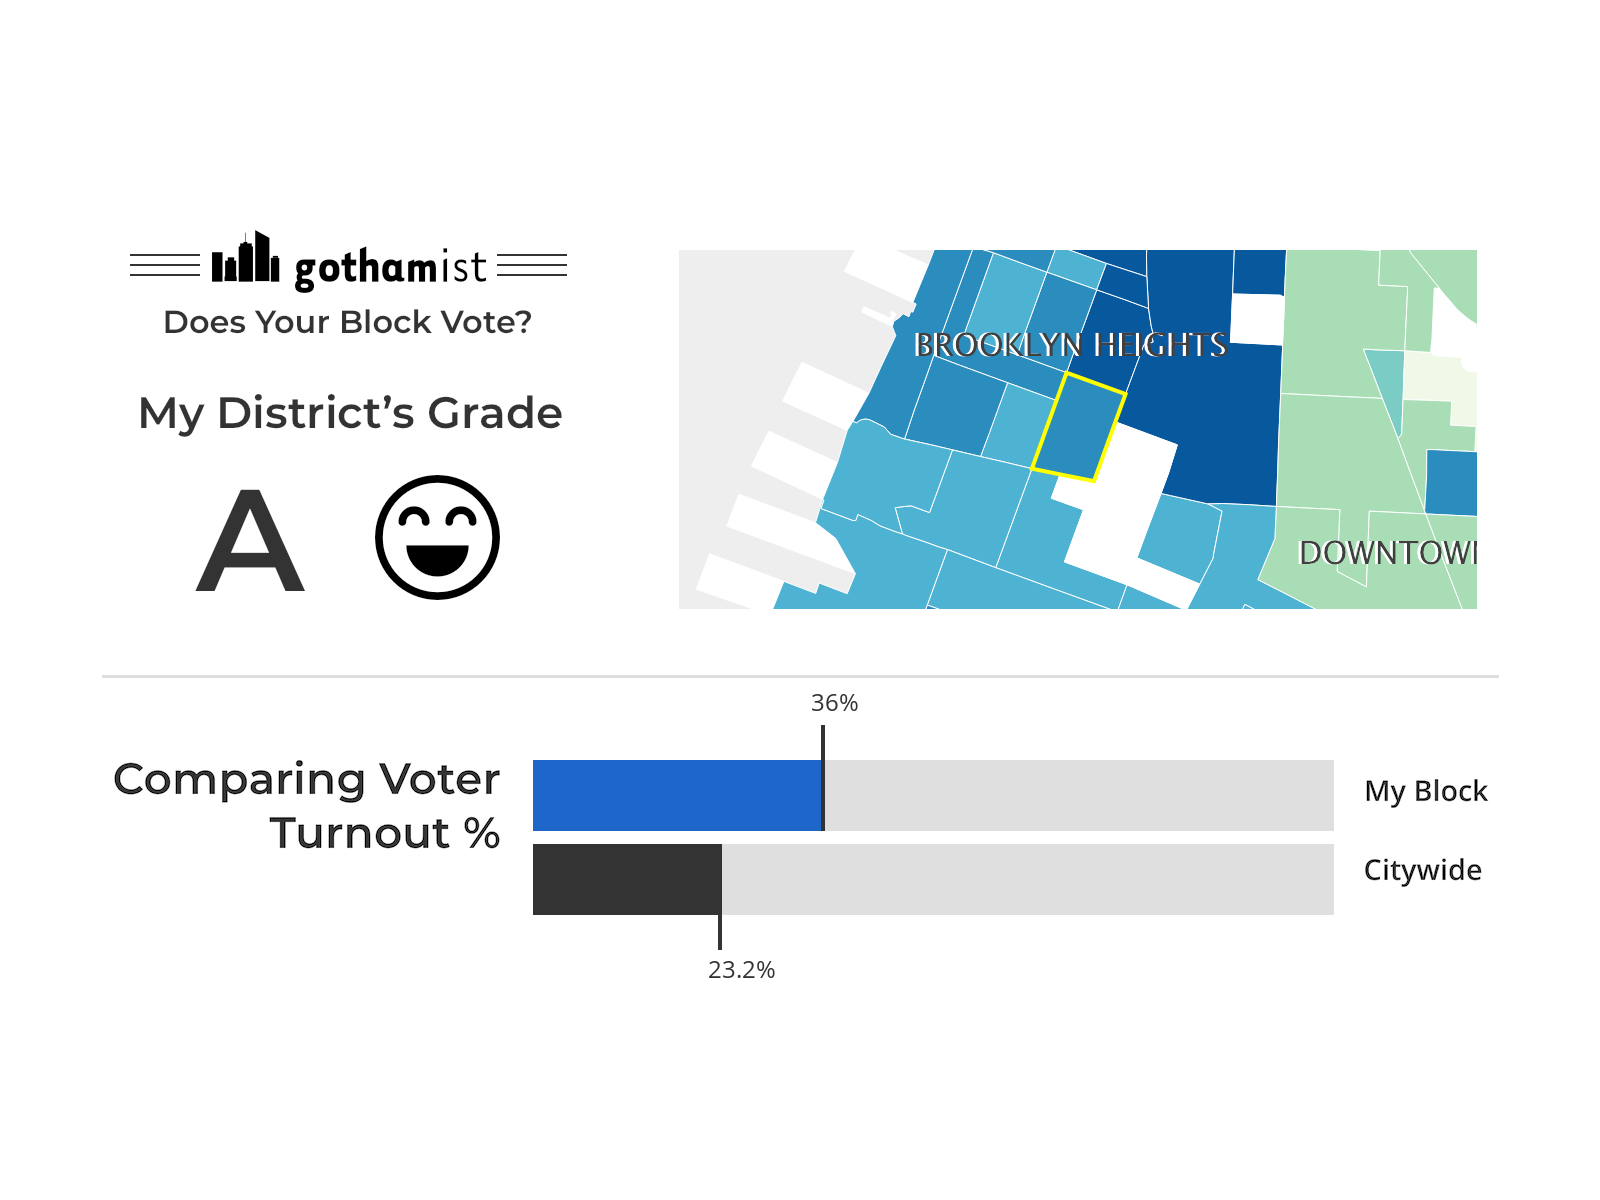 gothamist
Does Your Block Vote?
My District’s Grade
A
BROOKLYN HEIGHTS
DOWNTOWN
36%
Comparing Voter
Turnout %
My Block
Citywide
23.2%